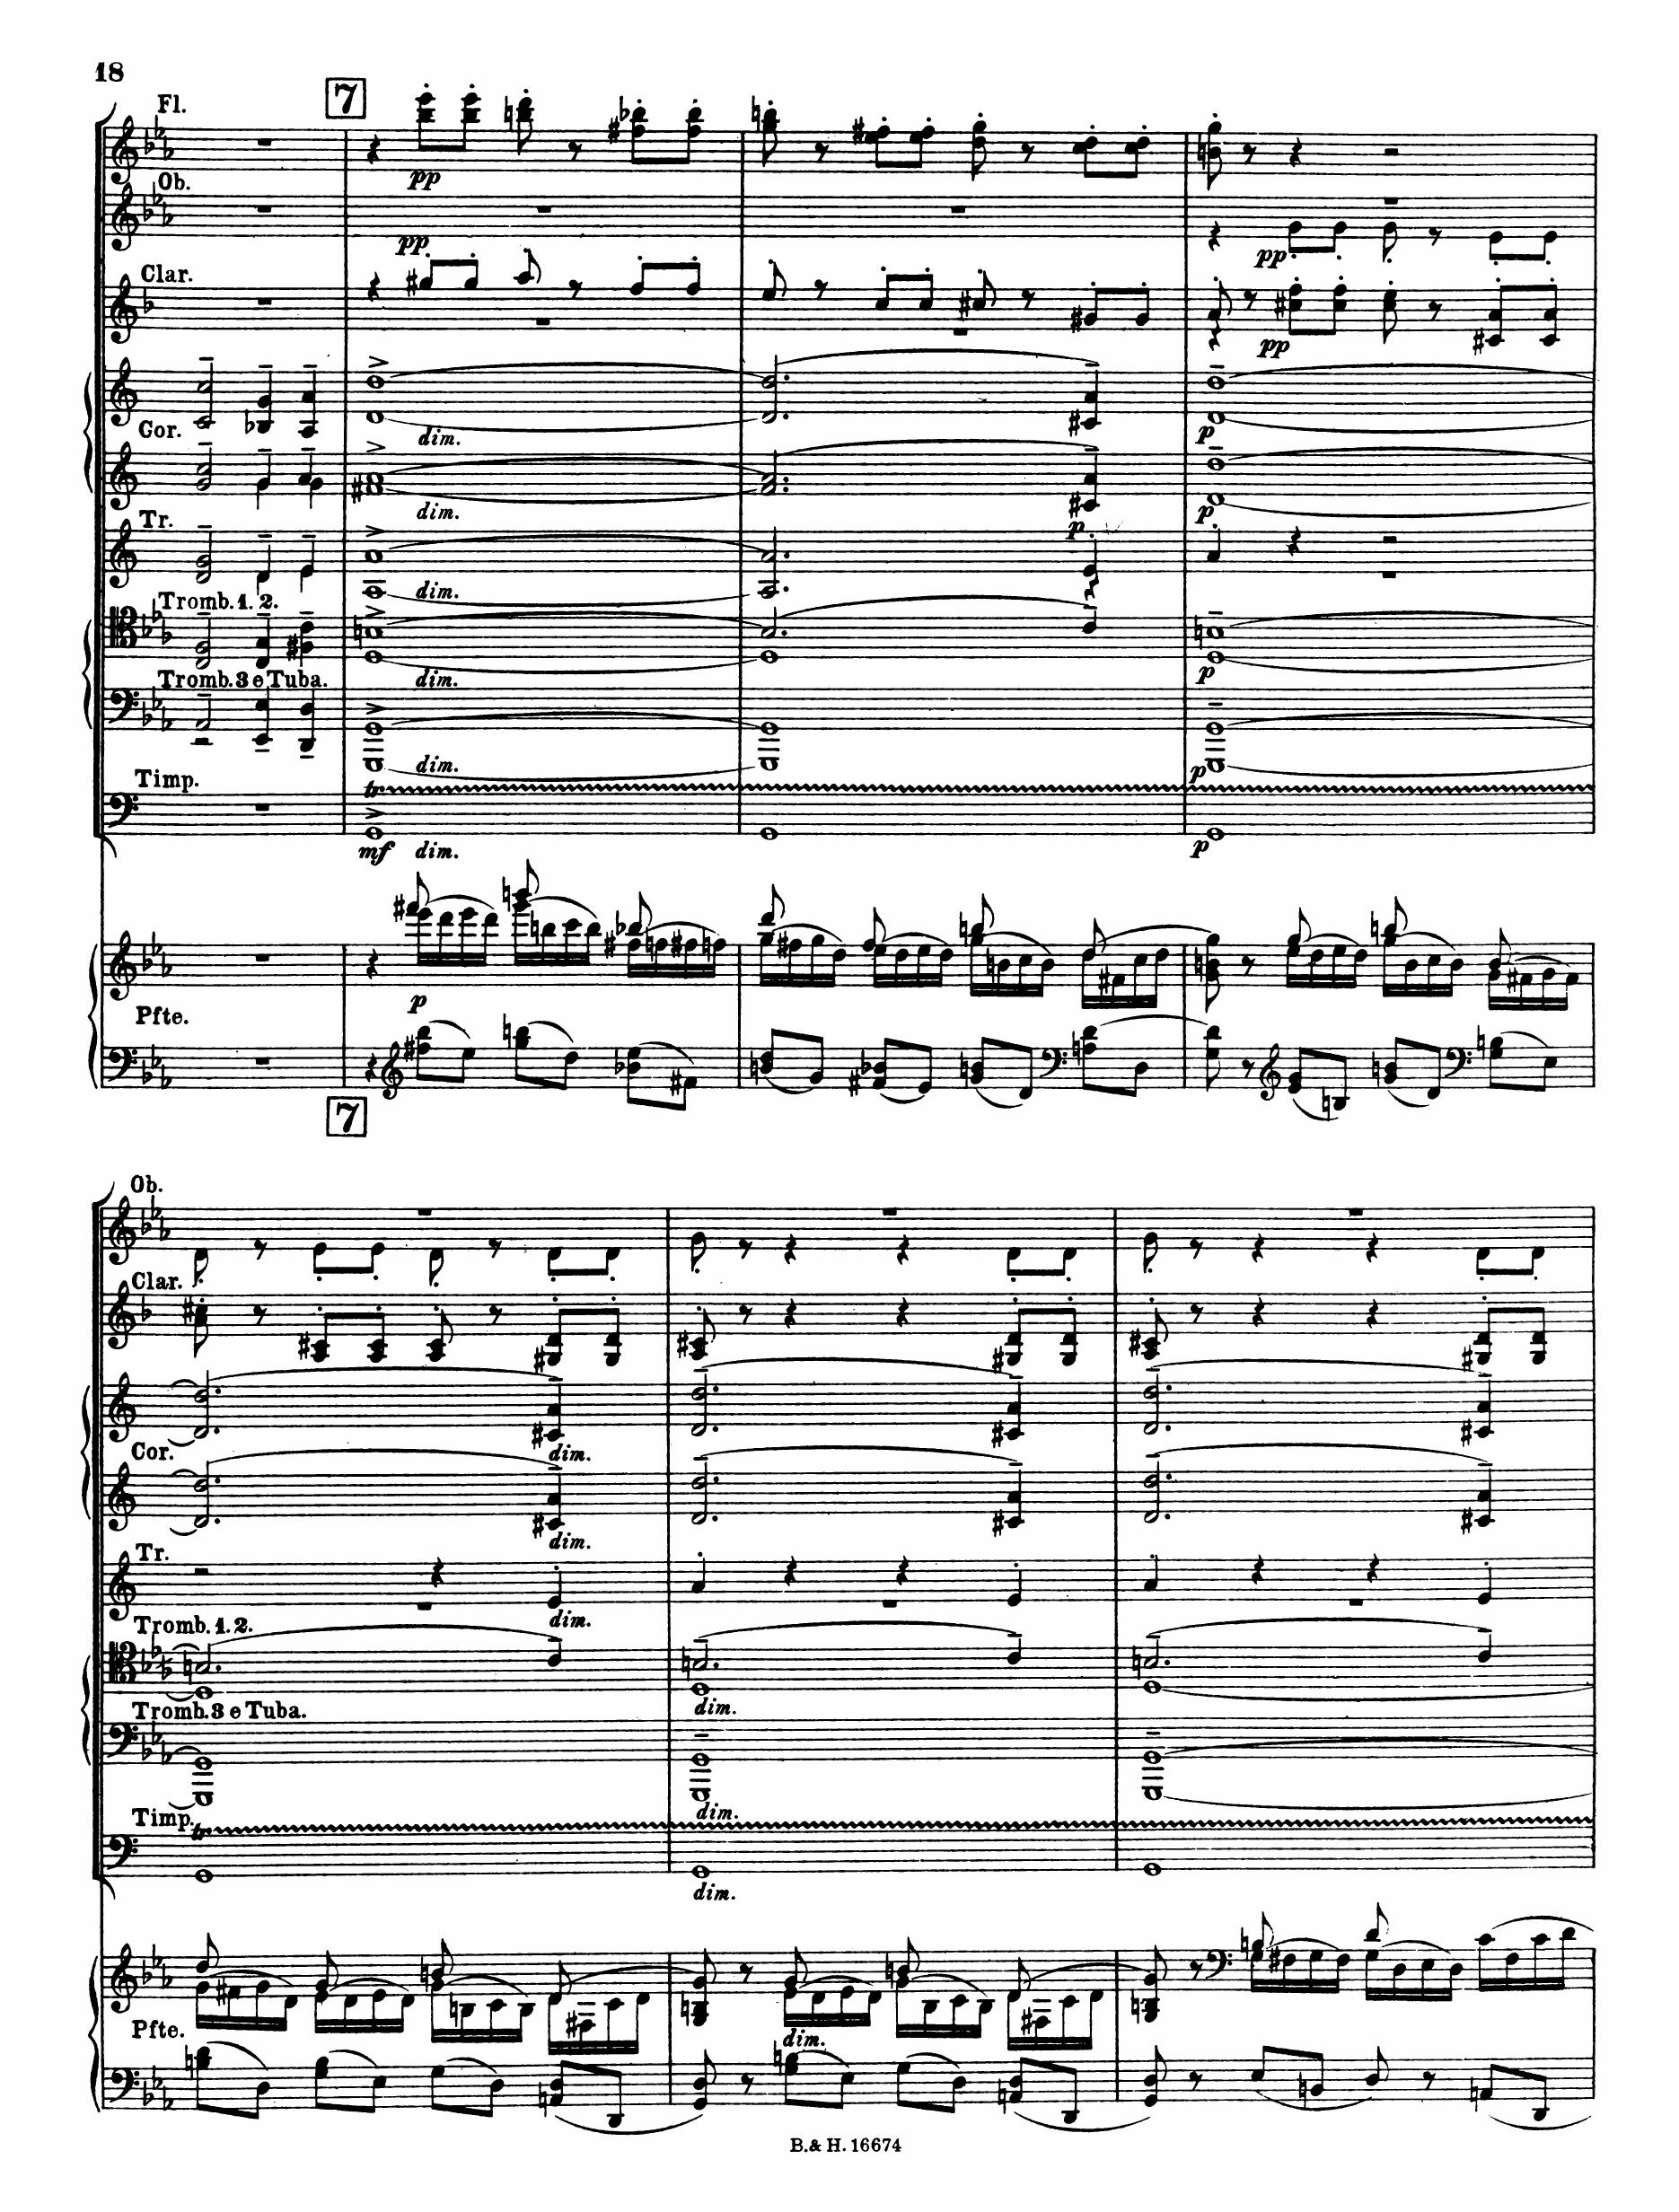 18
7
Fl.
pp
Ob.
pp
pp
Clar.
pp
Cor.
dim.
p
dim.
p
Tr.
p
dim.
Tromb. 1. 2.
dim.
p
Tromb. 3 e Tuba.
dim.
p
Timp.
tr
mf dim.
p
p
Pfte.
7
Ob.
Clar.
Cor.
dim.
dim.
Tr.
dim.
Tromb. 1. 2.
dim.
Tromb. 3 e Tuba.
dim.
Timp.
tr
dim.
Pfte.
dim.
B. & H. 16674